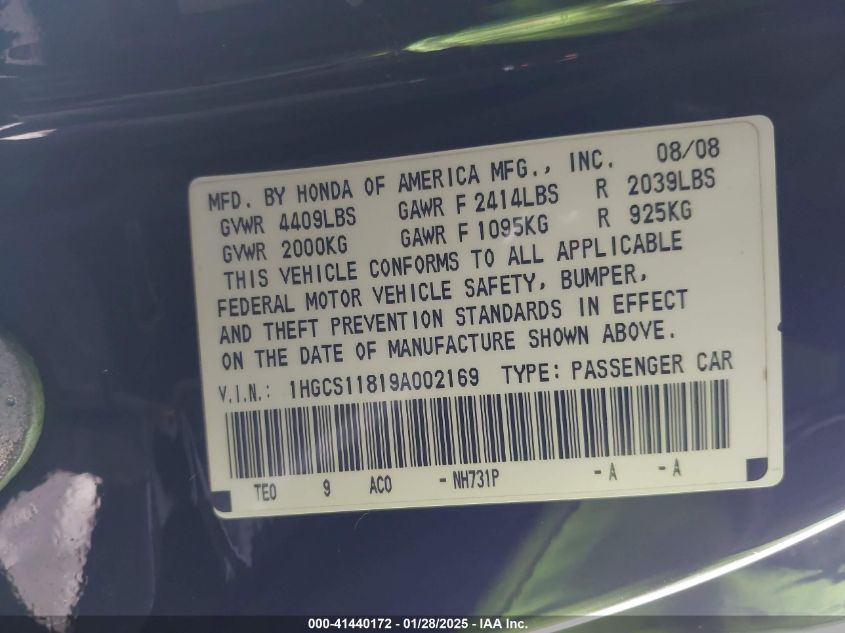 MFD. BY HONDA OF AMERICA MFG., INC. 08/08
GVWR 4409LBS GAWR F 2414LBS R 2039LBS
GVWR 2000KG GAWR F 1095KG R 925KG
THIS VEHICLE CONFORMS TO ALL APPLICABLE
FEDERAL MOTOR VEHICLE SAFETY, BUMPER,
AND THEFT PREVENTION STANDARDS IN EFFECT
ON THE DATE OF MANUFACTURE SHOWN ABOVE.
V.I.N.: 1HGCS11819A002169 TYPE: PASSENGER CAR
TE0 9 AC0 - NH731P - A - A
000-41440172 — 01/28/2025 — IAA Inc.